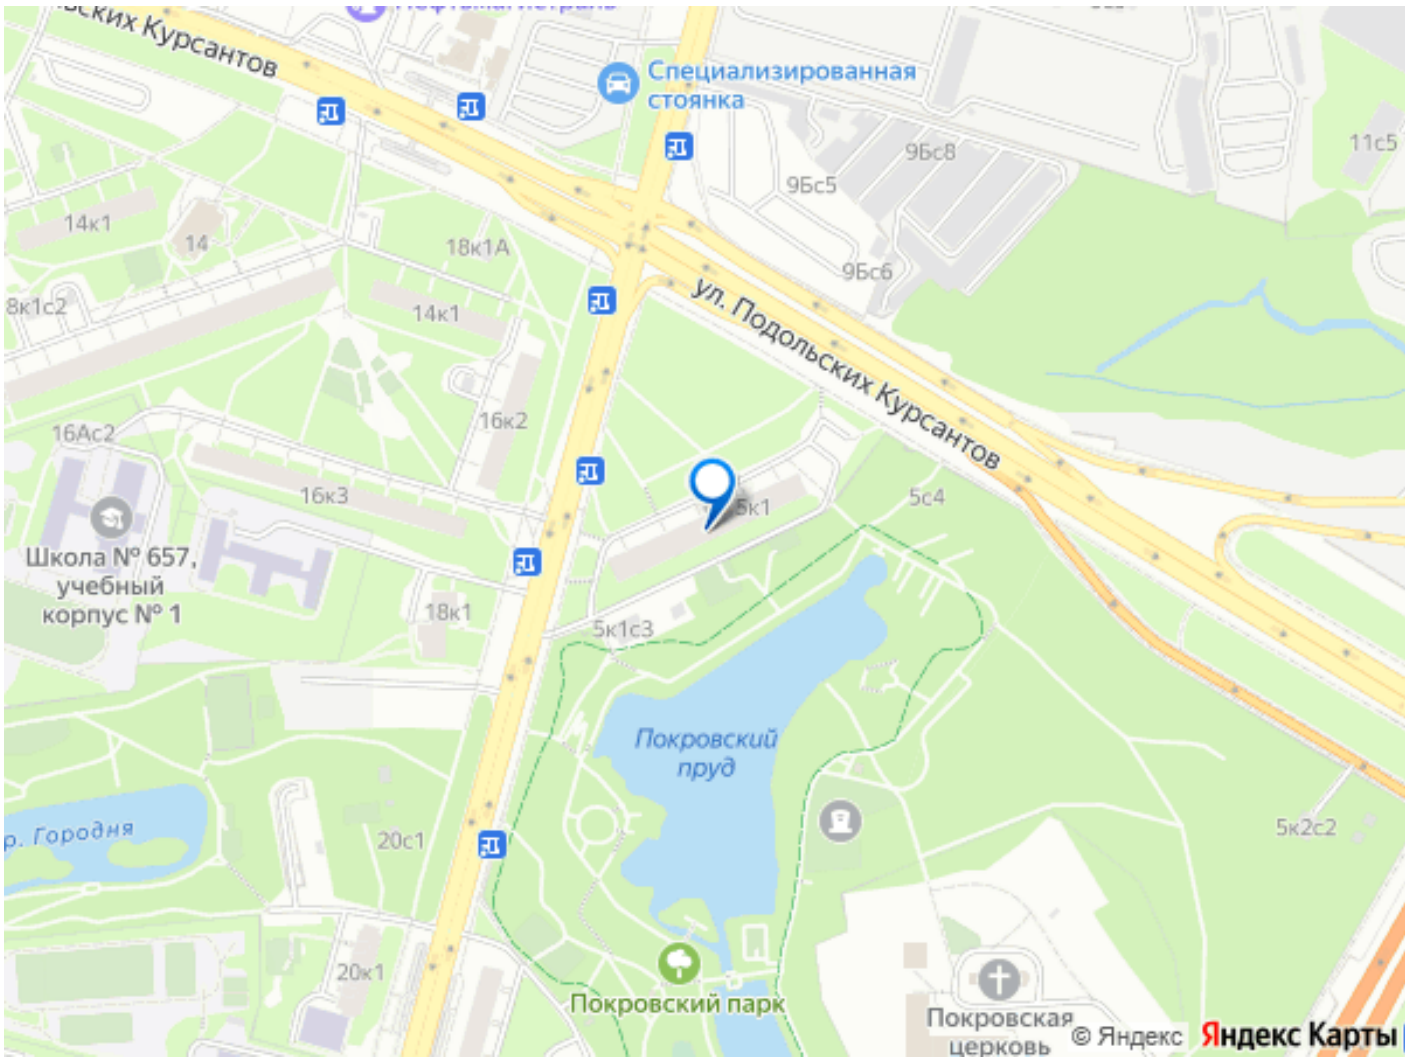 ьских Курсантов
Нефтьмагистраль
Специализированная
стоянка
9Бс8
11с5
9Бс5
14к1
14
18к1А
9Бс6
8к1с2
14к1
ул. Подольских Курсантов
16Ас2
16к2
16к3
5к1
5с4
Школа № 657,
учебный
корпус № 1
18к1
5к1с3
Покровский
пруд
р. Городня
20с1
5к2с2
20к1
Покровский парк
Покровская
церковь
© Яндекс
Яндекс Карты